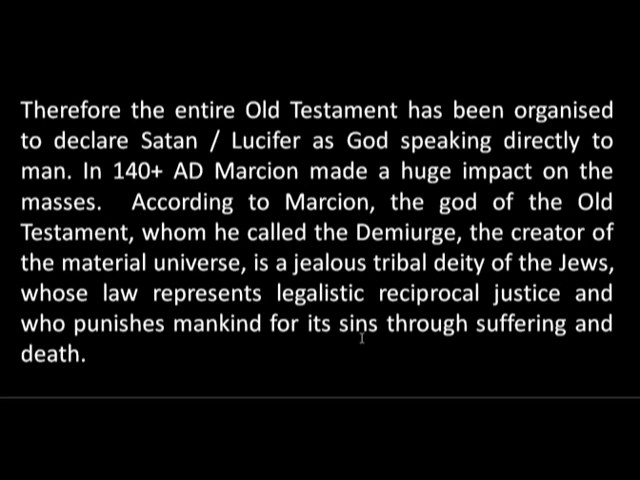 Therefore the entire Old Testament has been organised
to declare Satan / Lucifer as God speaking directly to
man. In 140+ AD Marcion made a huge impact on the
masses.  According to Marcion, the god of the Old
Testament, whom he called the Demiurge, the creator of
the material universe, is a jealous tribal deity of the Jews,
whose law represents legalistic reciprocal justice and
who punishes mankind for its sins through suffering and
death.